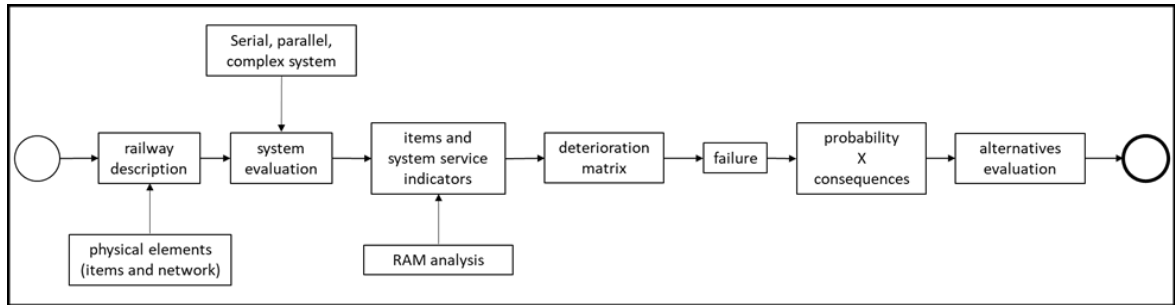 Serial, parallel,
complex system
railway
description
system
evaluation
items and
system service
indicators
deterioration
matrix
failure
probability
X
consequences
alternatives
evaluation
physical elements
(items and network)
RAM analysis